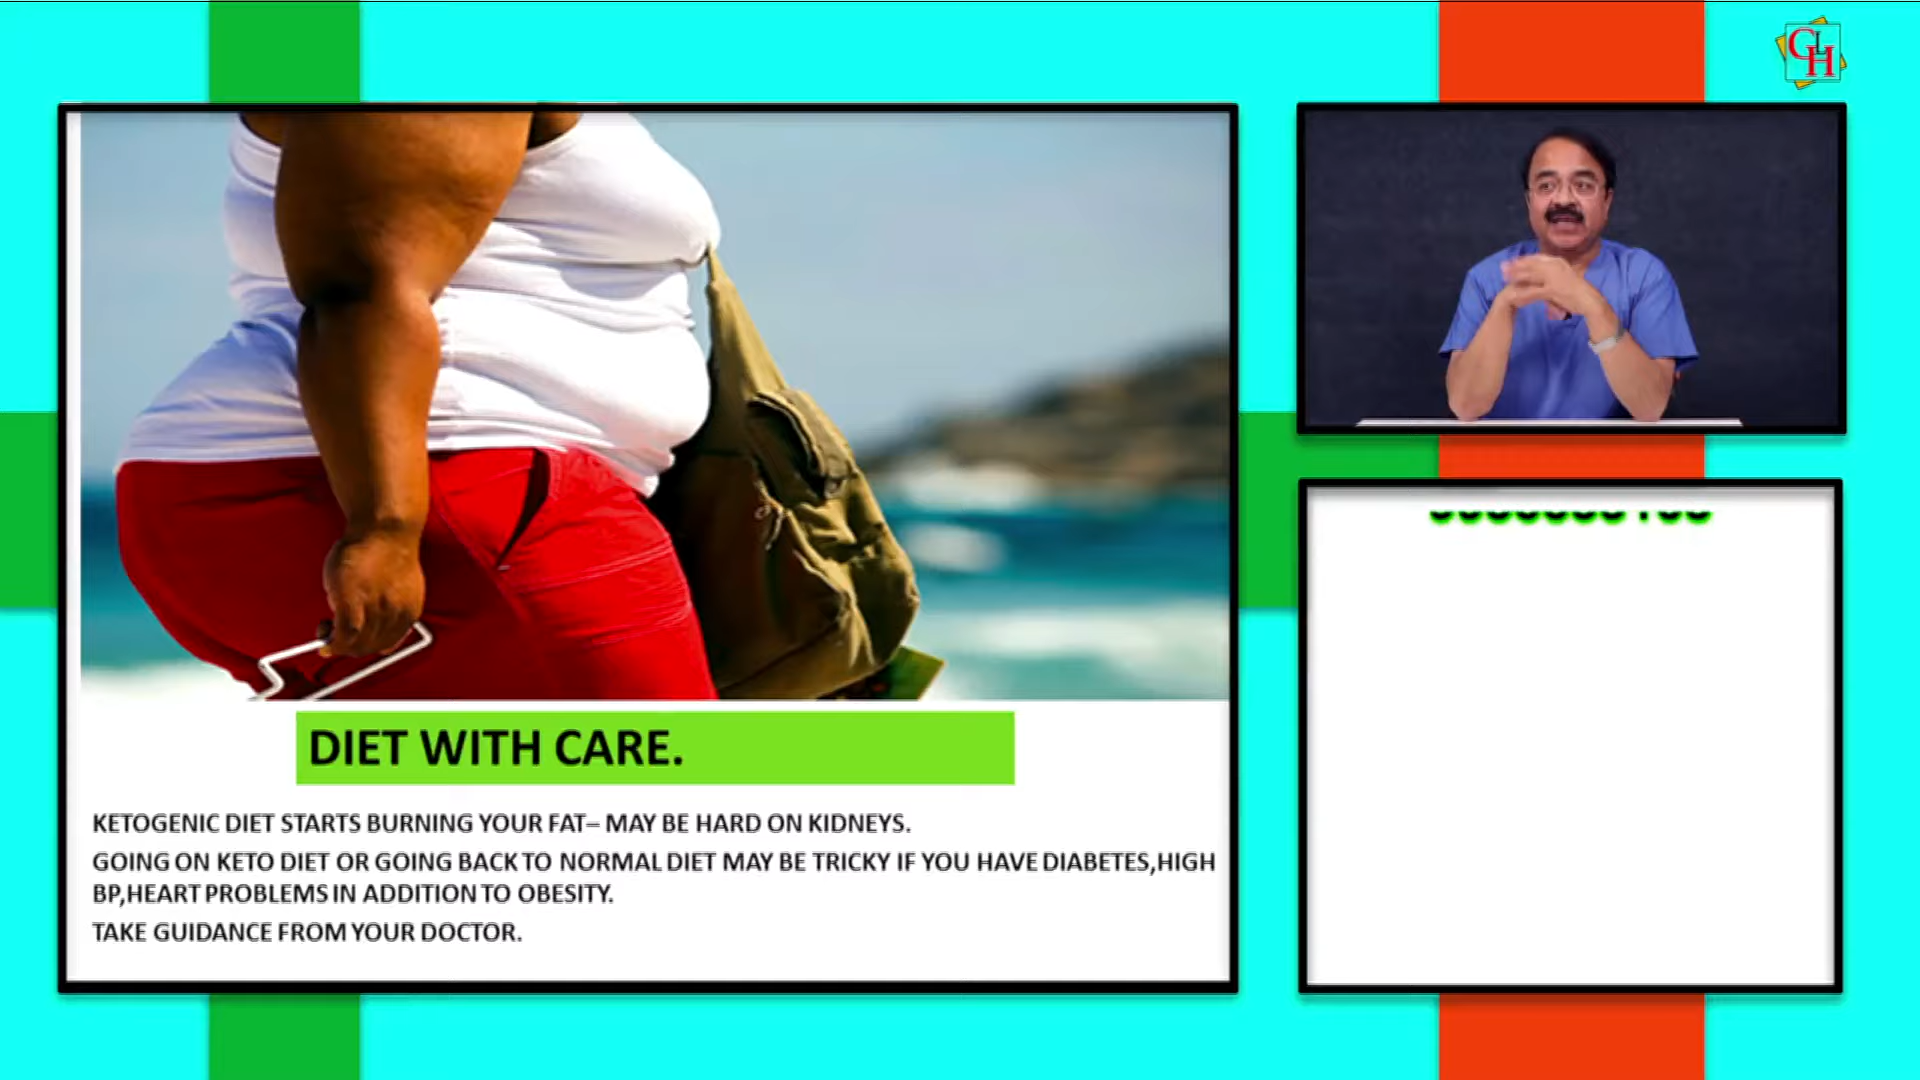 GLH
DIET WITH CARE.
KETOGENIC DIET STARTS BURNING YOUR FAT– MAY BE HARD ON KIDNEYS.
GOING ON KETO DIET OR GOING BACK TO NORMAL DIET MAY BE TRICKY IF YOU HAVE DIABETES,HIGH
BP,HEART PROBLEMS IN ADDITION TO OBESITY.
TAKE GUIDANCE FROM YOUR DOCTOR.